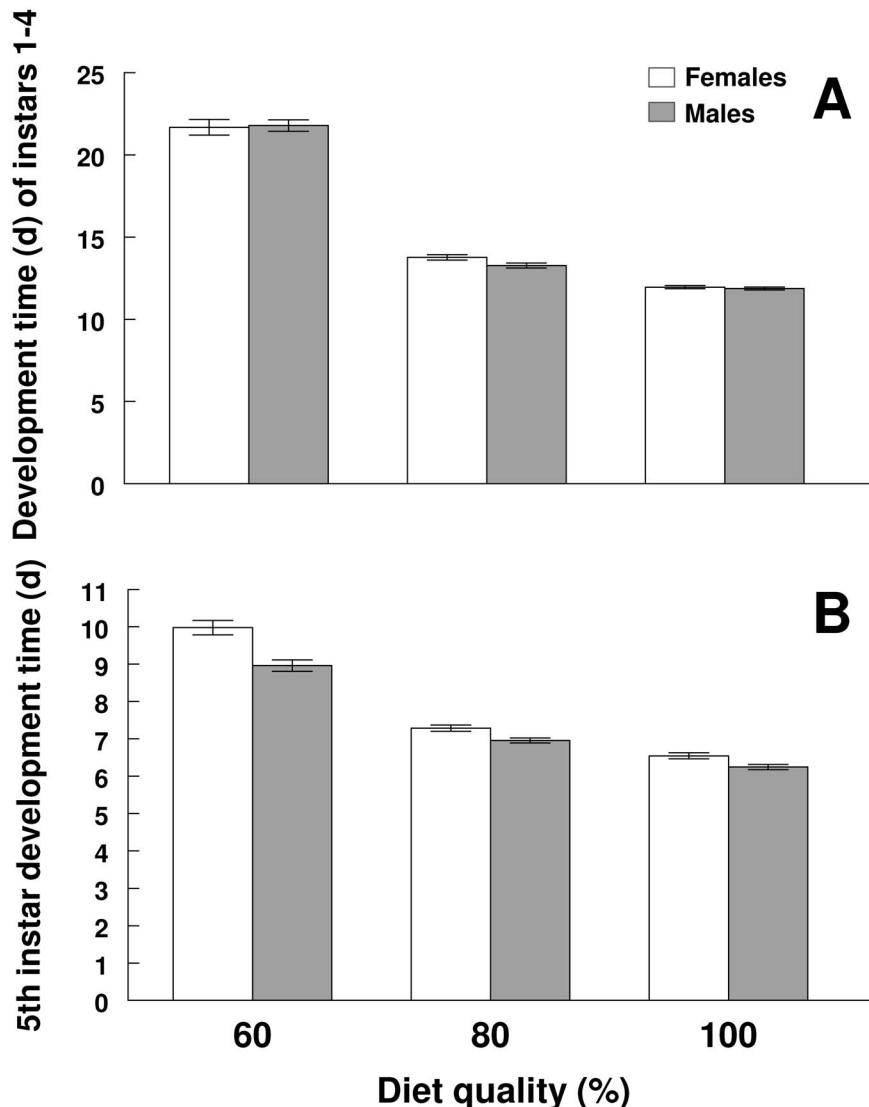 Development time (d) of instars 1-4
25
20
15
10
5
0
Females
Males
A
5th instar development time (d)
11
10
9
8
7
6
5
4
3
2
1
0
B
60 80 100
Diet quality (%)